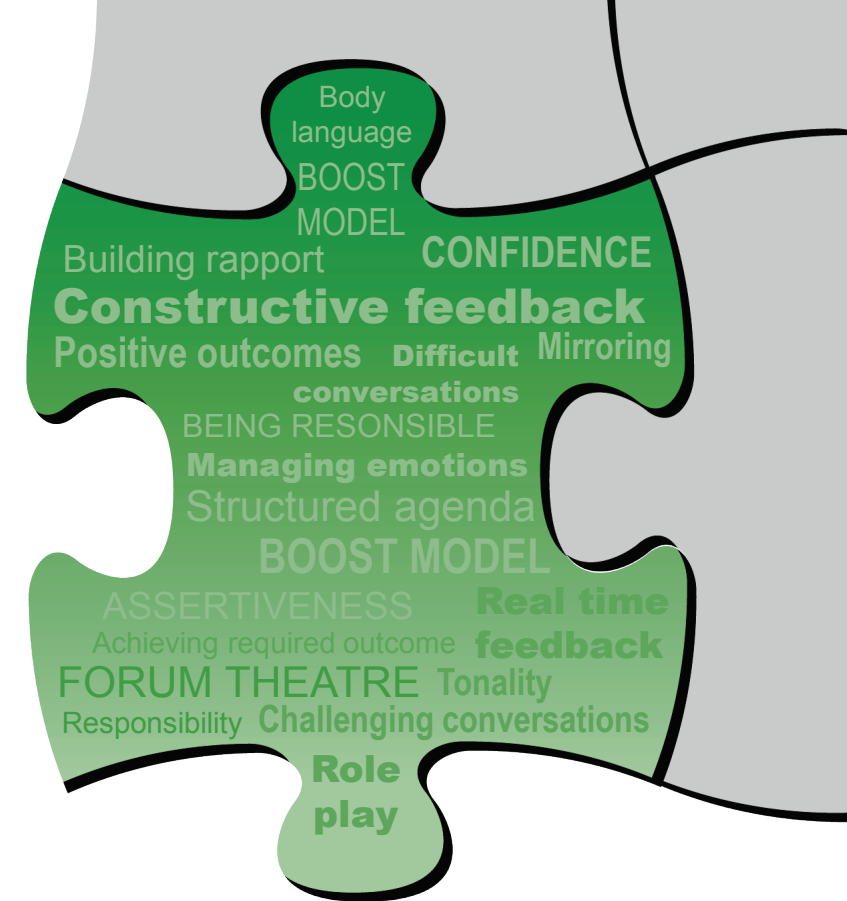 Body
language
BOOST
MODEL
Building rapport
CONFIDENCE
Constructive feedback
Positive outcomes
Difficult
conversations
Mirroring
BEING RESONSIBLE
Managing emotions
Structured agenda
BOOST MODEL
ASSERTIVENESS
Real time
feedback
Achieving required outcome
FORUM THEATRE
Tonality
Responsibility
Challenging conversations
Role
play